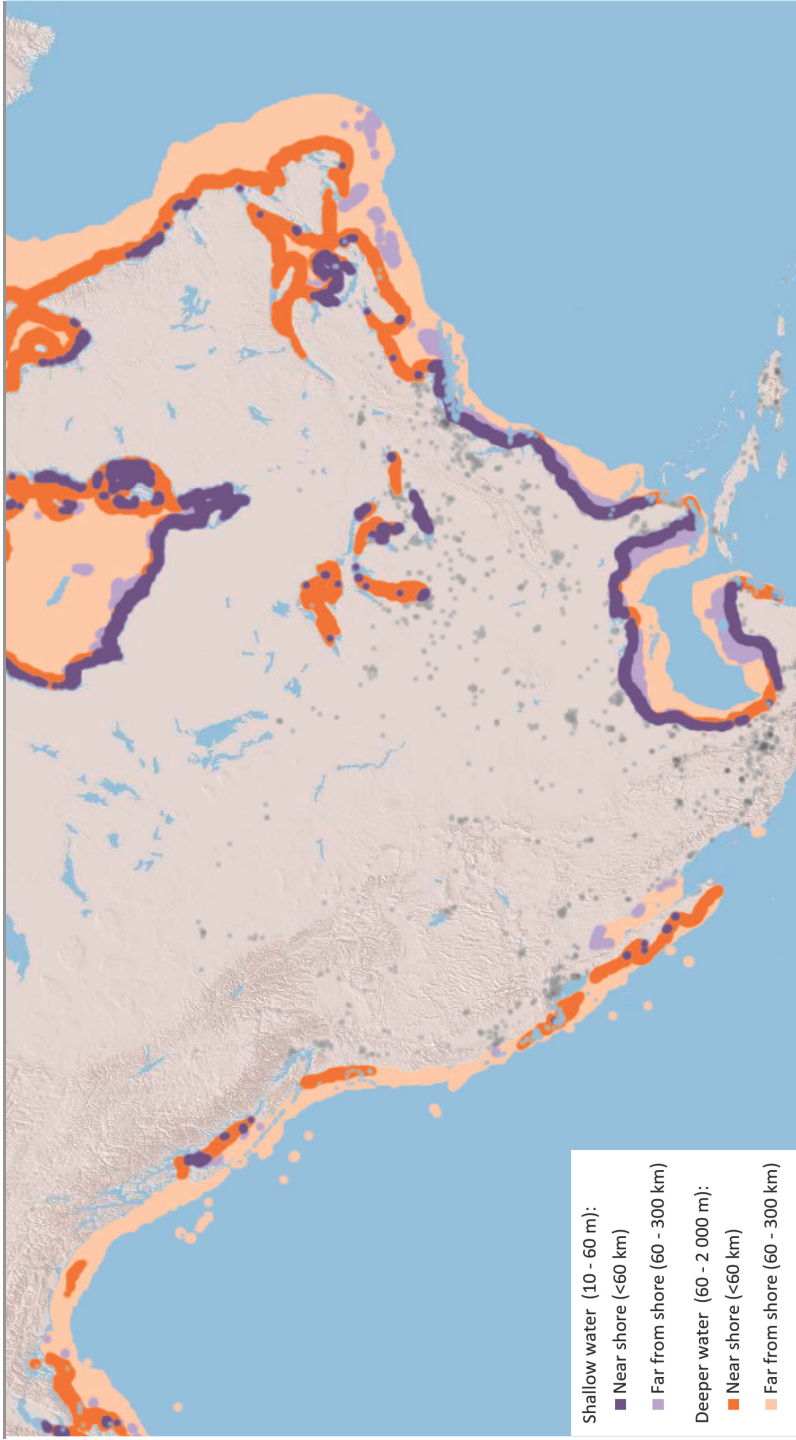 Shallow water (10 - 60 m):
Near shore (<60 km)
Far from shore (60 - 300 km)
Deeper water (60 - 2 000 m):
Near shore (<60 km)
Far from shore (60 - 300 km)